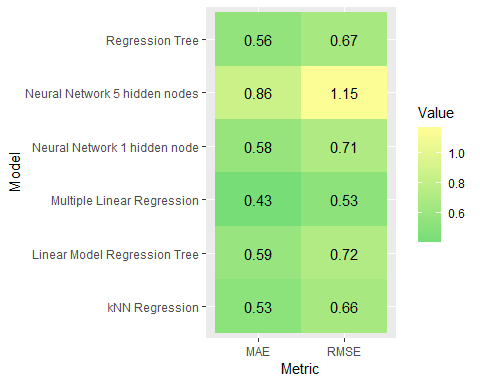 Regression Tree 0.56 0.67
Neural Network 5 hidden nodes 0.86 1.15
Neural Network 1 hidden node 0.58 0.71
Multiple Linear Regression 0.43 0.53
Linear Model Regression Tree 0.59 0.72
kNN Regression 0.53 0.66
MAE RMSE
Metric
Model
Value
1.0
0.8
0.6